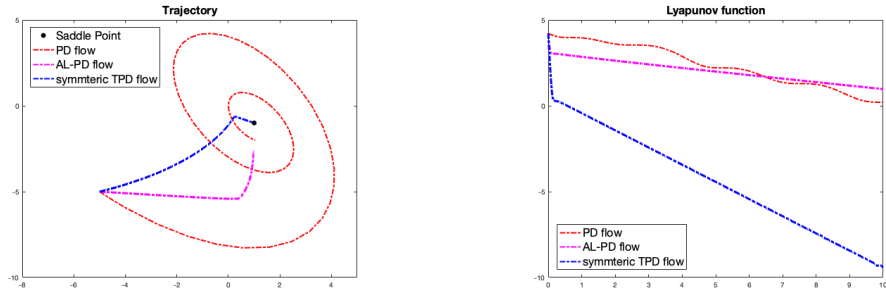 Trajectory
5
0
-5
-10
-8
-6
-4
-2
0
2
4
Saddle Point
PD flow
AL-PD flow
symmteric TPD flow
Lyapunov function
5
0
-5
-10
0
1
2
3
4
5
6
7
8
9
10
PD flow
AL-PD flow
symmteric TPD flow